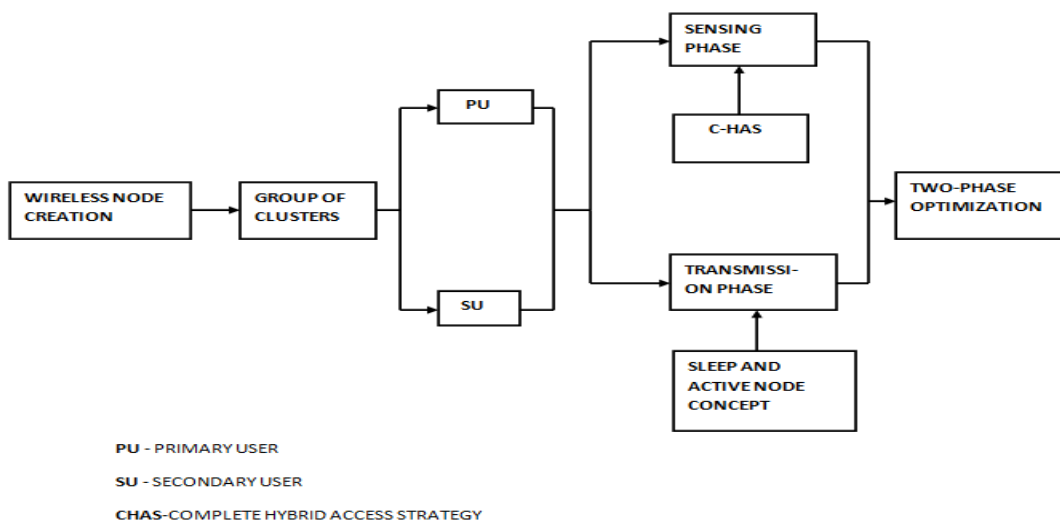 SENSING
PHASE
PU
C-HAS
WIRELESS NODE
CREATION
GROUP OF
CLUSTERS
TWO-PHASE
OPTIMIZATION
TRANSMISSI-
ON PHASE
SU
SLEEP AND
ACTIVE NODE
CONCEPT
PU - PRIMARY USER
SU - SECONDARY USER
CHAS-COMPLETE HYBRID ACCESS STRATEGY